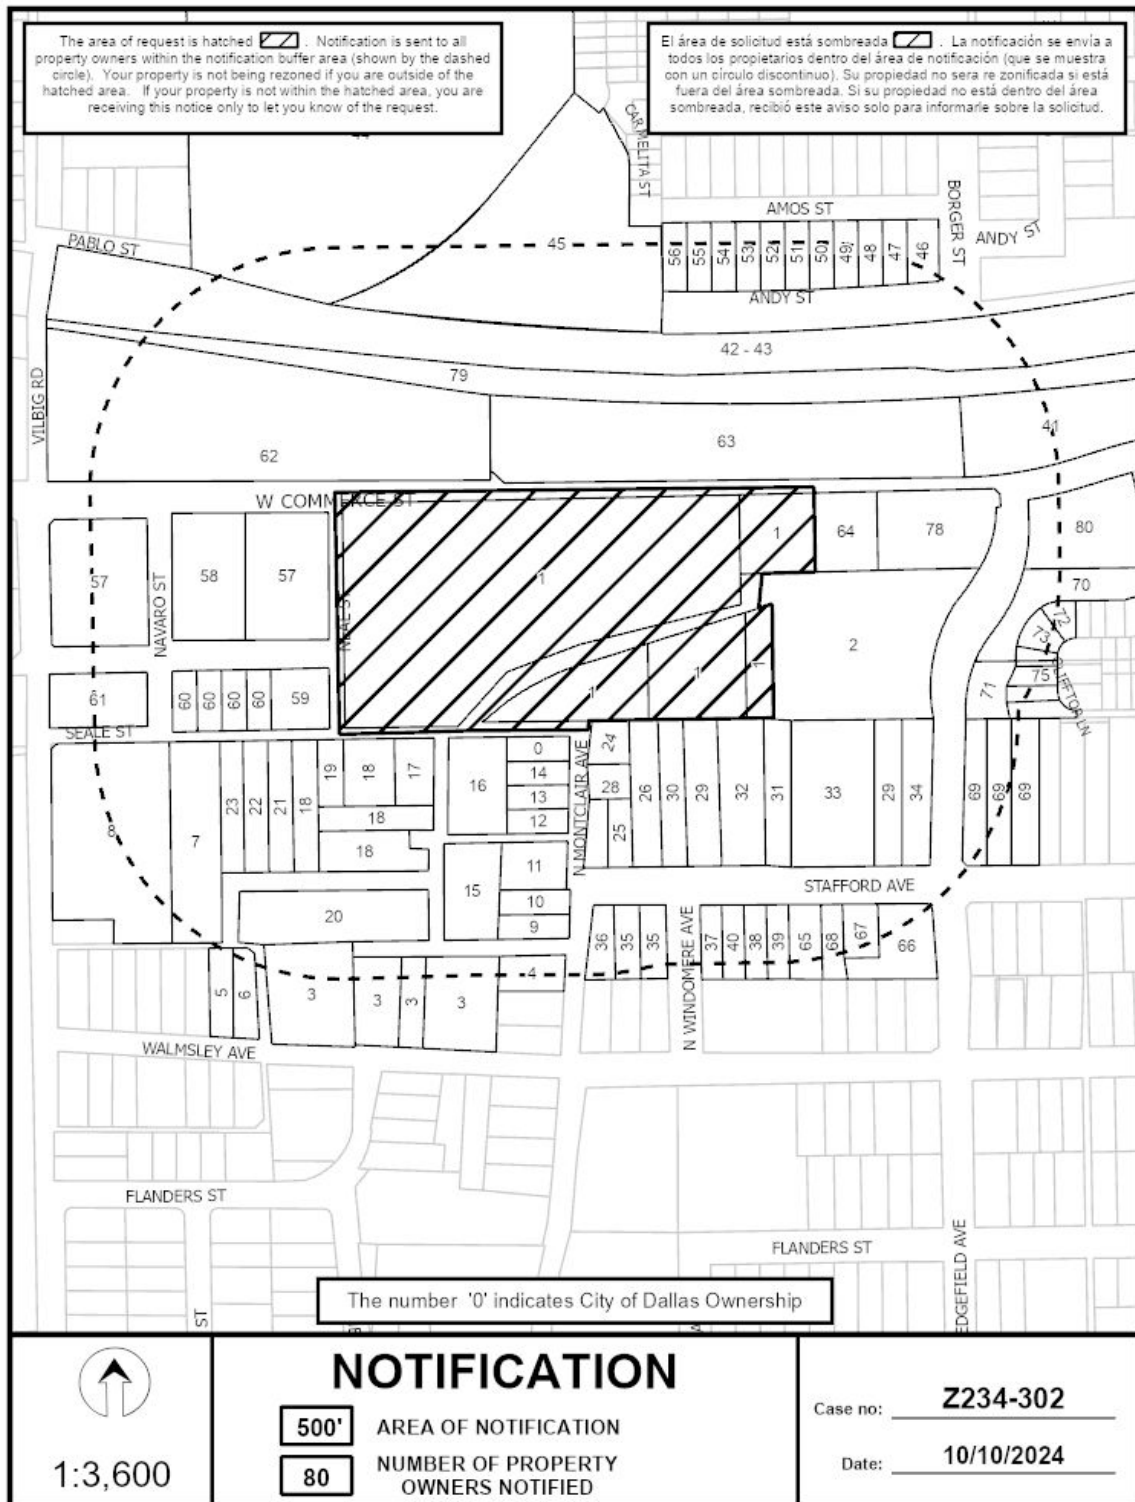 The area of request is hatched . Notification is sent to all
property owners within the notification buffer area (shown by the dashed
circle). Your property is not being rezoned if you are outside of the
hatched area. If your property is not within the hatched area, you are
receiving this notice only to let you know of the request.
El área de solicitud está sombreada . La notificación se envía a
todos los propietarios dentro del área de notificación (que se muestra
con un círculo discontinuo). Su propiedad no sera re zonificada si está
fuera del área sombreada. Si su propiedad no está dentro del área
sombreada, recibió este aviso solo para informarle sobre la solicitud.
CARMELITA ST
AMOS ST
BORGER ST
ANDY ST
PABLO ST
45
56
55
54
53
52
51
50
49
48
47
46
ANDY ST
42 - 43
79
VILBIG RD
62
63
41
W COMMERCE ST
57
NAVARO ST
58
57
1
1
64
78
80
70
72
73
75
71
CLIFFTOP LN
2
1
1
1
61
60
60
60
60
59
SEALE ST
8
7
23
22
21
18
19
18
17
18
18
16
0
14
13
12
N MONTCLAIR AVE
24
28
25
26
30
29
32
31
33
29
34
69
69
69
15
11
10
9
20
STAFFORD AVE
36
35
35
N WINDOMERE AVE
37
40
38
39
65
68
67
66
5
6
3
3
3
3
4
WALMSLEY AVE
FLANDERS ST
FLANDERS ST
EDGEFIELD AVE
ST
The number '0' indicates City of Dallas Ownership
1:3,600
NOTIFICATION
500' AREA OF NOTIFICATION
80 NUMBER OF PROPERTY
OWNERS NOTIFIED
Case no: Z234-302
Date: 10/10/2024